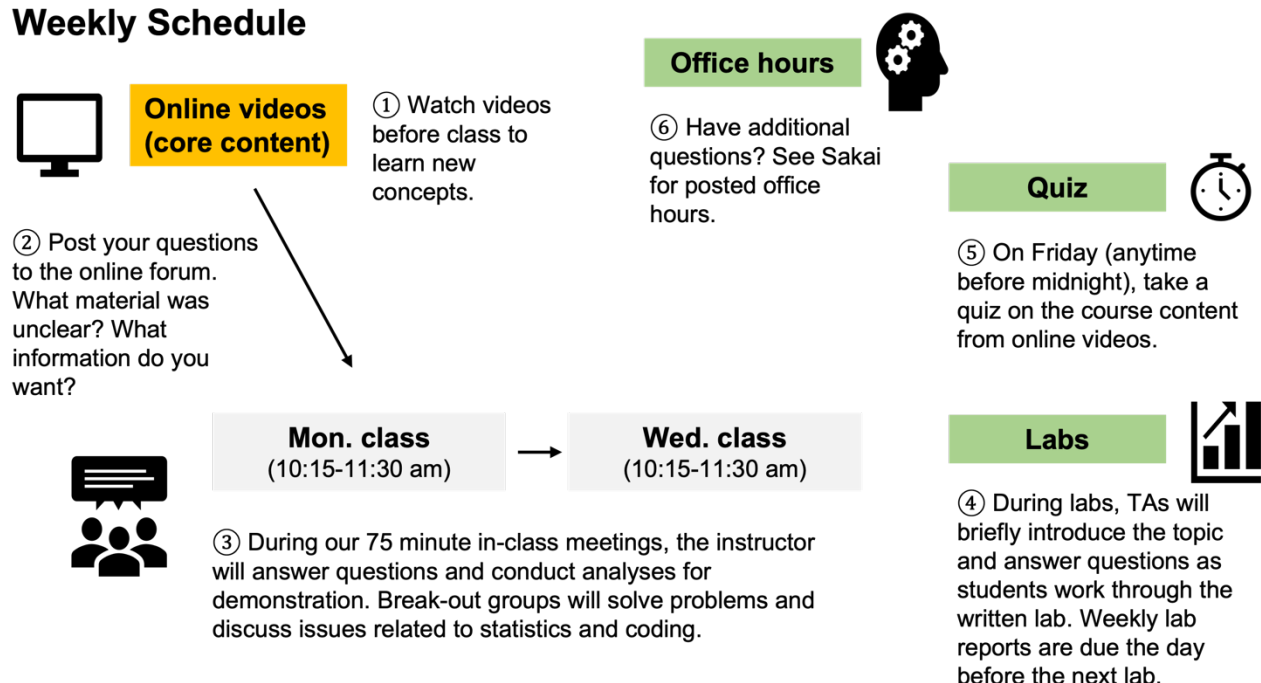 Weekly Schedule
Online videos
(core content)
① Watch videos
before class to
learn new
concepts.
② Post your questions
to the online forum.
What material was
unclear? What
information do you
want?
Mon. class
(10:15-11:30 am)
Wed. class
(10:15-11:30 am)
③ During our 75 minute in-class meetings, the instructor
will answer questions and conduct analyses for
demonstration. Break-out groups will solve problems and
discuss issues related to statistics and coding.
Labs
④ During labs, TAs will
briefly introduce the topic
and answer questions as
students work through the
written lab. Weekly lab
reports are due the day
before the next lab.
Quiz
⑤ On Friday (anytime
before midnight), take a
quiz on the course content
from online videos.
Office hours
⑥ Have additional
questions? See Sakai
for posted office
hours.